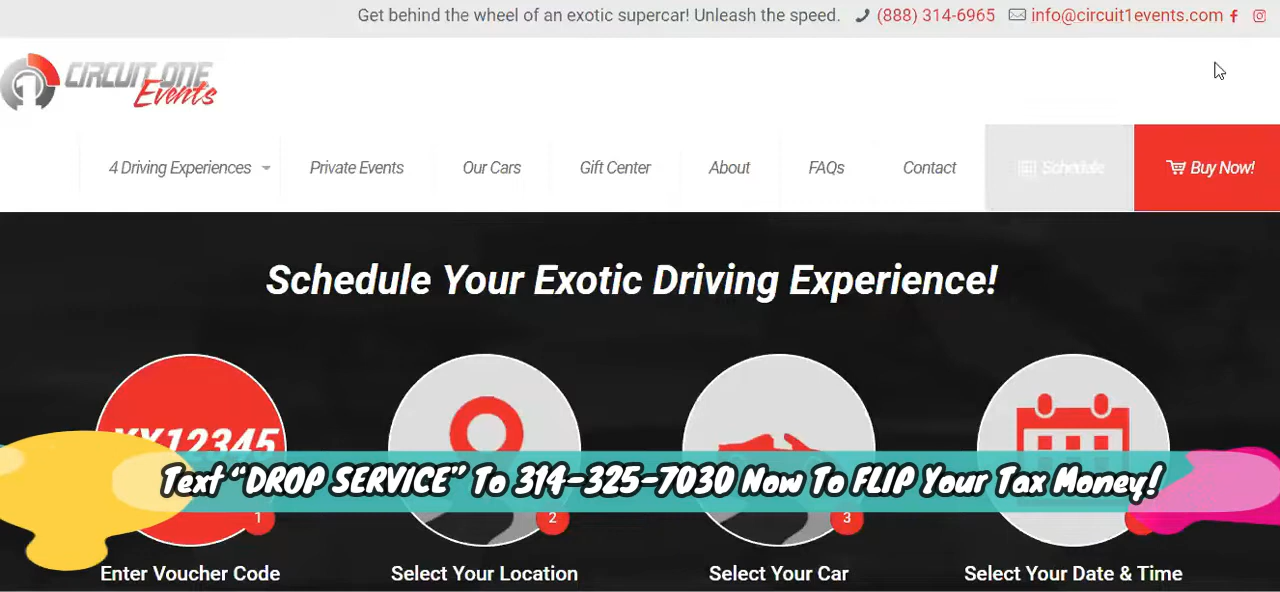 Get behind the wheel of an exotic supercar! Unleash the speed. (888) 314-6965 info@circuit1events.com
CIRCUIT ONE
Events
4 Driving Experiences Private Events Our Cars Gift Center About FAQs Contact Schedule Buy Now!
Schedule Your Exotic Driving Experience!
XX12345
Text “DROP SERVICE” To 314-325-7030 Now To FLIP Your Tax Money!
1 2 3
Enter Voucher Code Select Your Location Select Your Car Select Your Date & Time